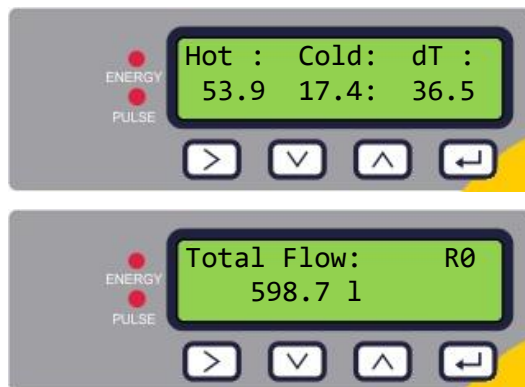 Hot : Cold: dT :
53.9 17.4: 36.5
ENERGY
PULSE
Total Flow: R0
598.7 l
ENERGY
PULSE